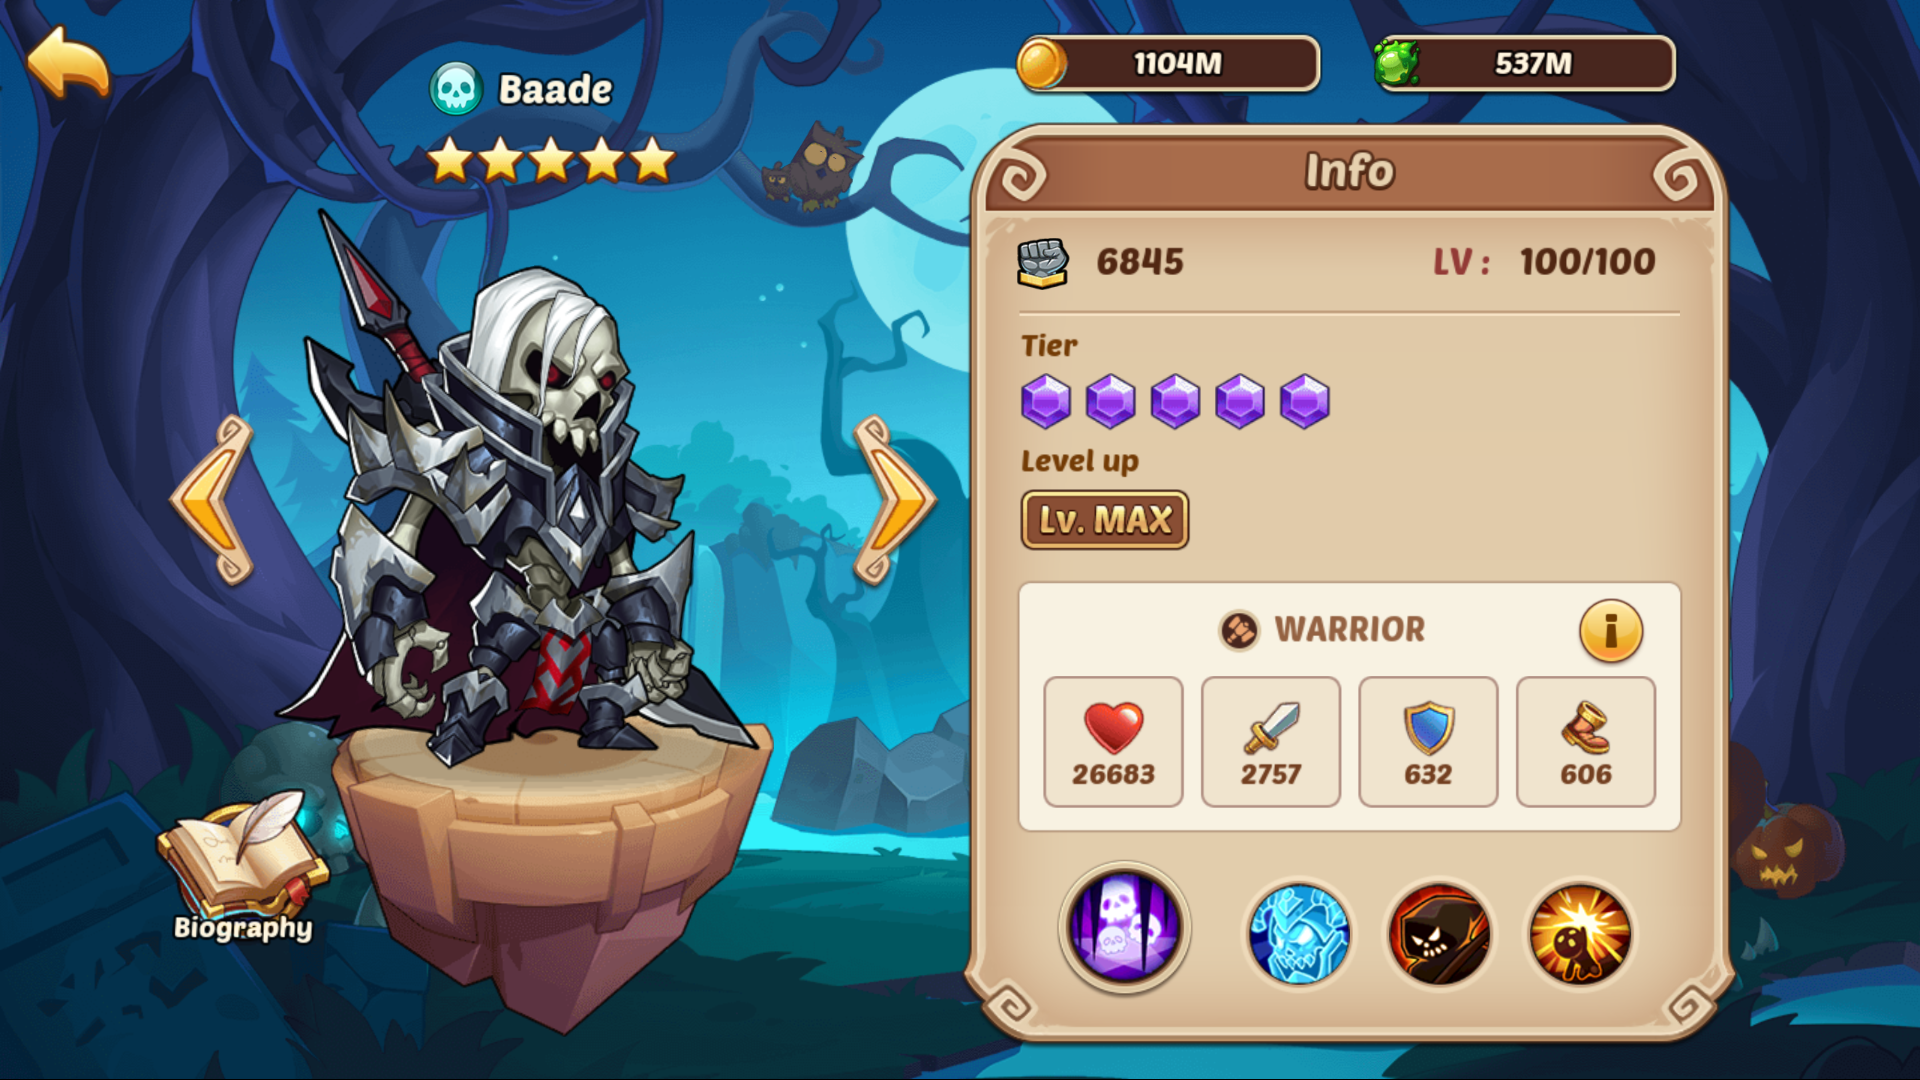 Baade
1104M
537M
Info
6845
LV : 100/100
Tier
Level up
Lv. MAX
WARRIOR
26683
2757
632
606
Biography